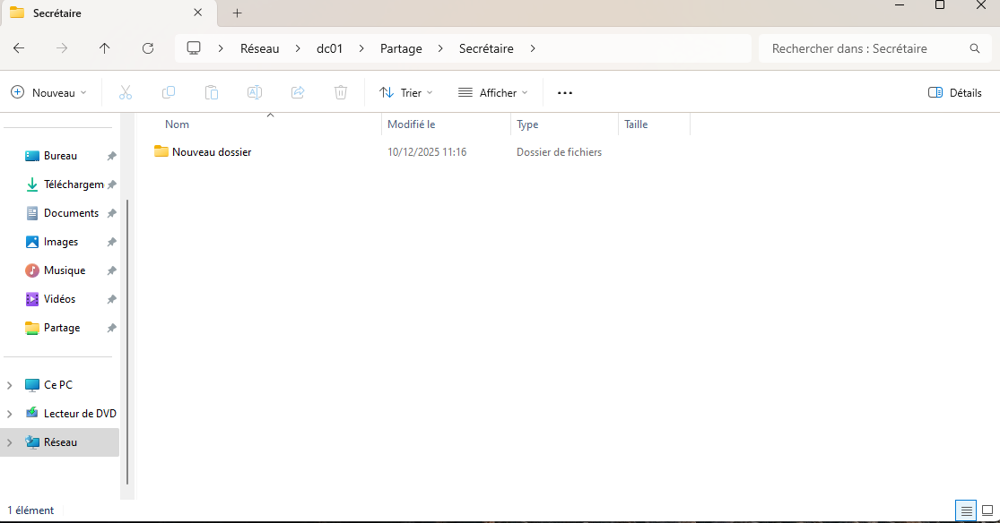 Secrétaire
Réseau dc01 Partage Secrétaire
Rechercher dans : Secrétaire
Nouveau Trier Afficher Détails
Nom Modifié le Type Taille
Nouveau dossier 10/12/2025 11:16 Dossier de fichiers
Bureau
Téléchargem
Documents
Images
Musique
Vidéos
Partage
Ce PC
Lecteur de DVD
Réseau
1 élément